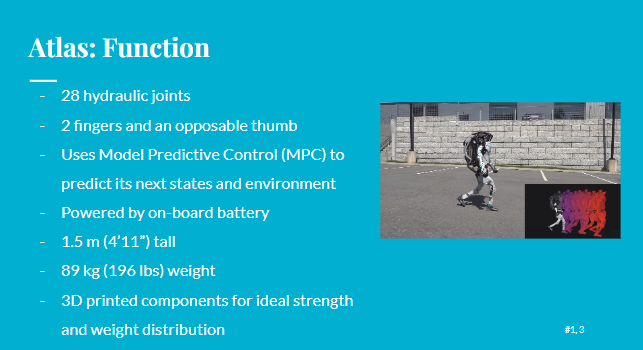 Atlas: Function
- 28 hydraulic joints
- 2 fingers and an opposable thumb
- Uses Model Predictive Control (MPC) to
predict its next states and environment
- Powered by on-board battery
- 1.5 m (4'11") tall
- 89 kg (196 lbs) weight
- 3D printed components for ideal strength
and weight distribution
#1, 3